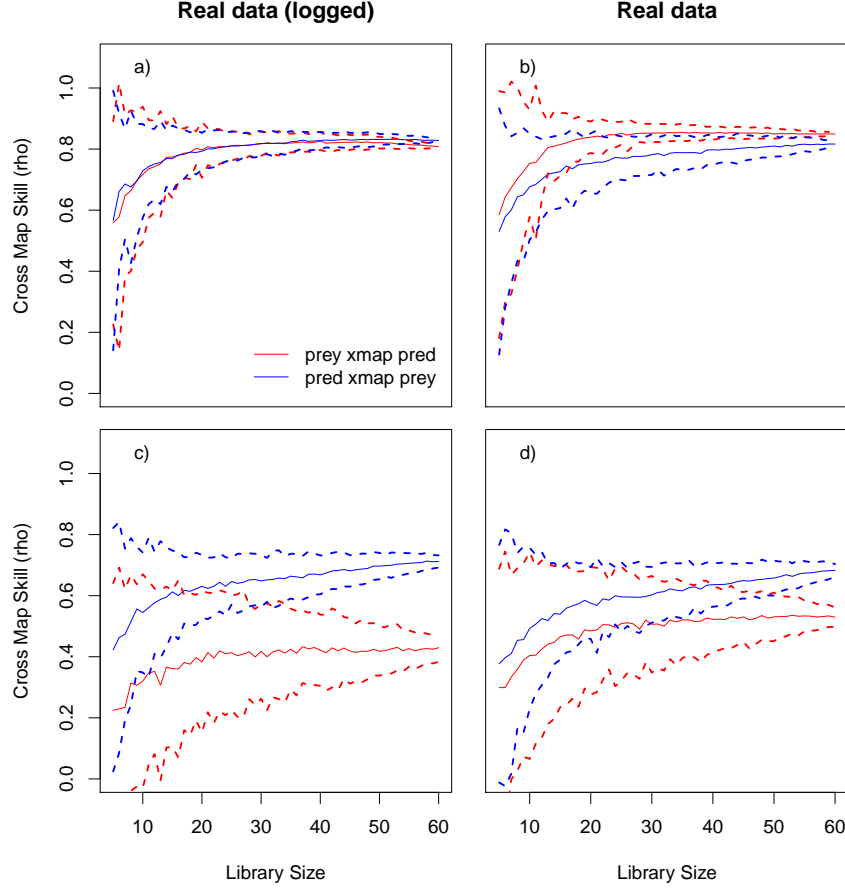 Real data (logged)
Real data
a)
b)
Cross Map Skill (rho)
1.0
0.8
0.6
0.4
0.2
0.0
prey xmap pred
pred xmap prey
c)
d)
Cross Map Skill (rho)
1.0
0.8
0.6
0.4
0.2
0.0
10 20 30 40 50 60
10 20 30 40 50 60
Library Size
Library Size